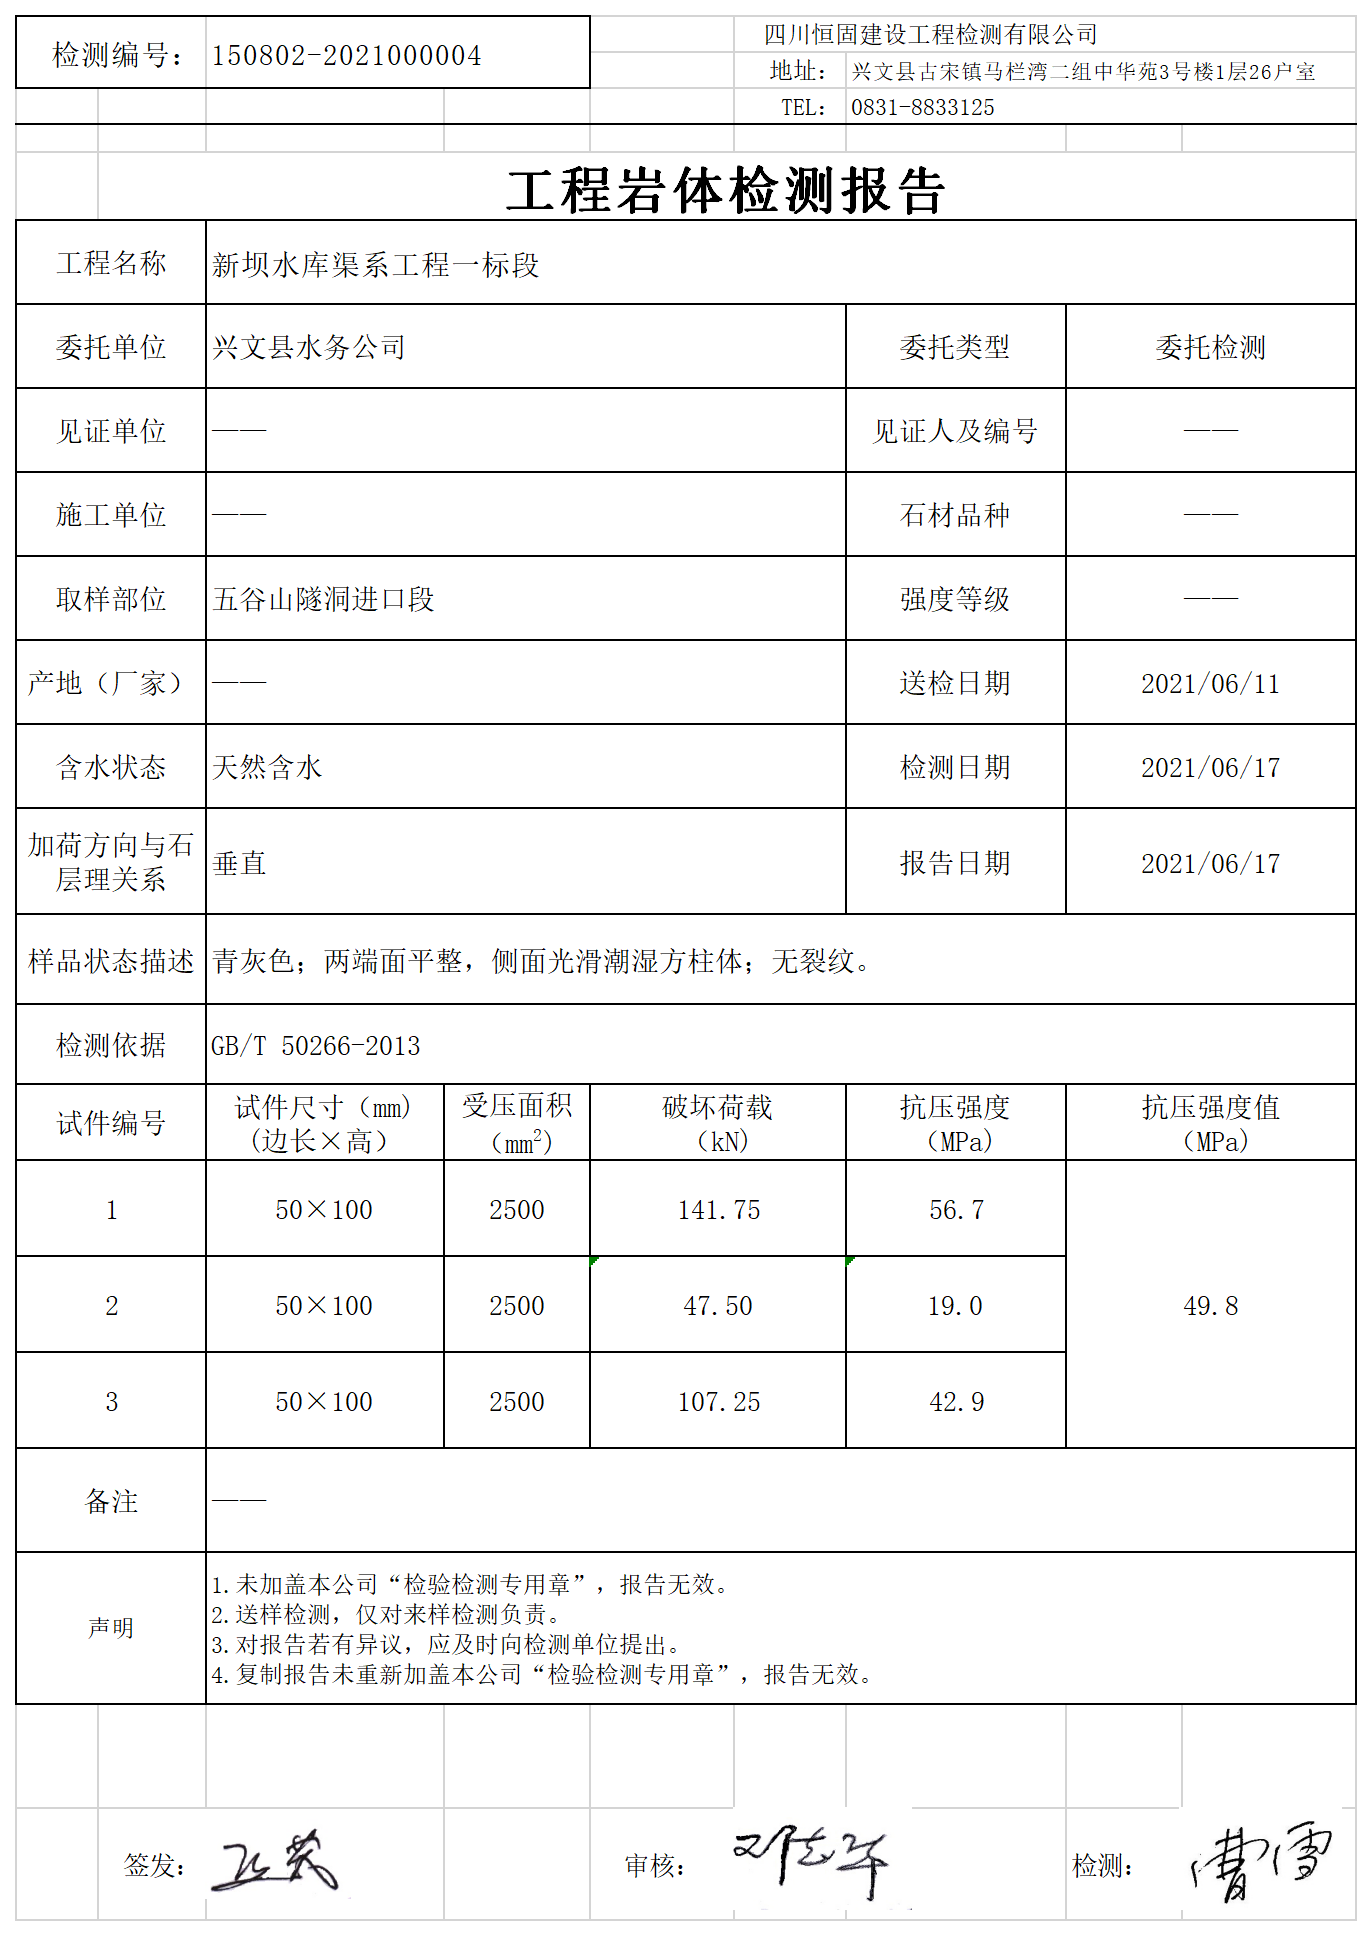 检测编号： 150802-2021000004
四川恒固建设工程检测有限公司
地址： 兴文县古宋镇马栏湾二组中华苑3号楼1层26户室
TEL： 0831-8833125
工程岩体检测报告
工程名称 新坝水库渠系工程一标段
委托单位 兴文县水务公司 委托类型 委托检测
见证单位 —— 见证人及编号 ——
施工单位 —— 石材品种 ——
取样部位 五谷山隧洞进口段 强度等级 ——
产地（厂家） —— 送检日期 2021/06/11
含水状态 天然含水 检测日期 2021/06/17
加荷方向与石
层理关系 垂直 报告日期 2021/06/17
样品状态描述 青灰色；两端面平整，侧面光滑潮湿方柱体；无裂纹。
检测依据 GB/T 50266-2013
试件编号 试件尺寸（mm) 受压面积 破坏荷载 抗压强度 抗压强度值
(边长×高） （mm²) （kN) （MPa) （MPa)
1 50×100 2500 141.75 56.7
2 50×100 2500 47.50 19.0 49.8
3 50×100 2500 107.25 42.9
备注 ——
声明
1.未加盖本公司“检验检测专用章”，报告无效。
2.送样检测，仅对来样检测负责。
3.对报告若有异议，应及时向检测单位提出。
4.复制报告未重新加盖本公司“检验检测专用章”，报告无效。
签发： 审核： 检测： 曹雪